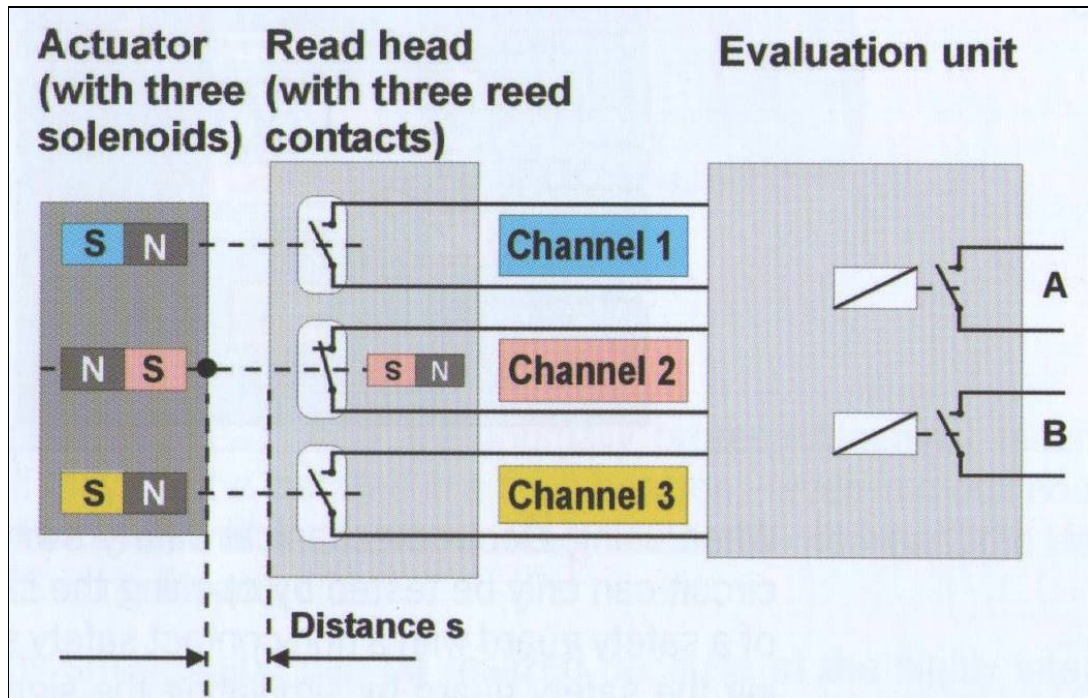 Actuator
(with three
solenoids)
Read head
(with three reed
contacts)
Evaluation unit
S N
Channel 1
A
N S
S N
Channel 2
B
S N
Channel 3
Distance s